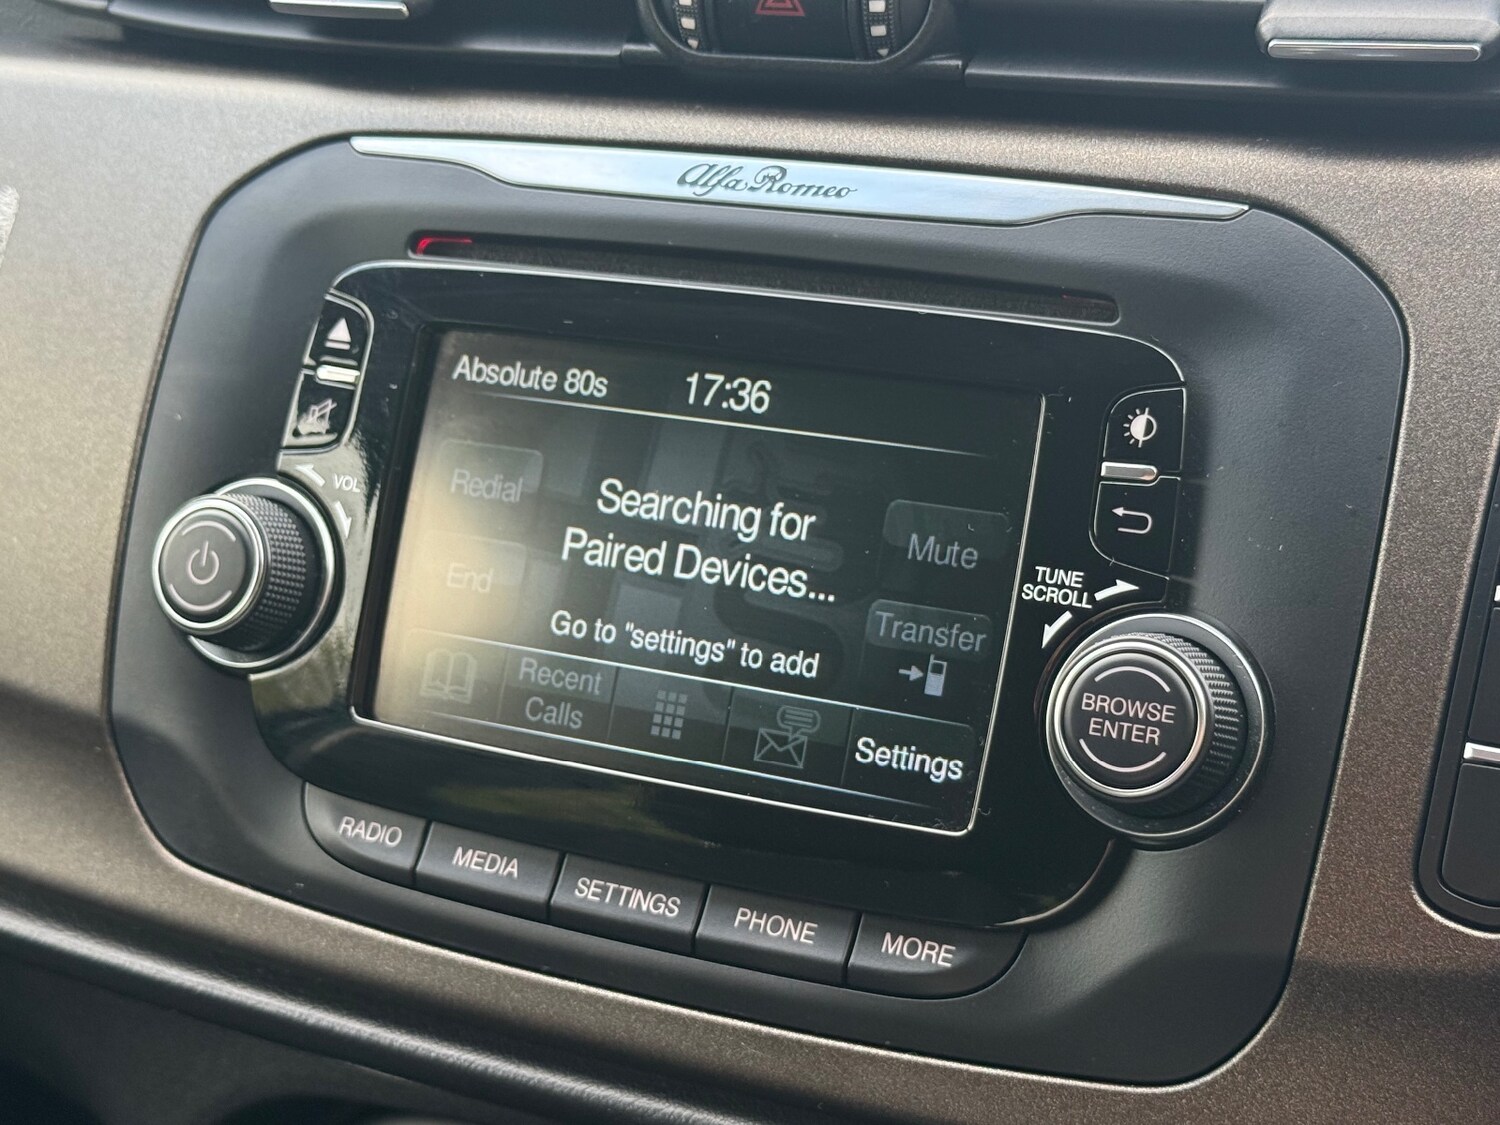 Alfa Romeo
Absolute 80s 17:36
VOL
Redial
Searching for
Paired Devices...
Mute
End
Go to "settings" to add
Transfer
Recent
Calls
Settings
TUNE
SCROLL
BROWSE
ENTER
RADIO
MEDIA
SETTINGS
PHONE
MORE